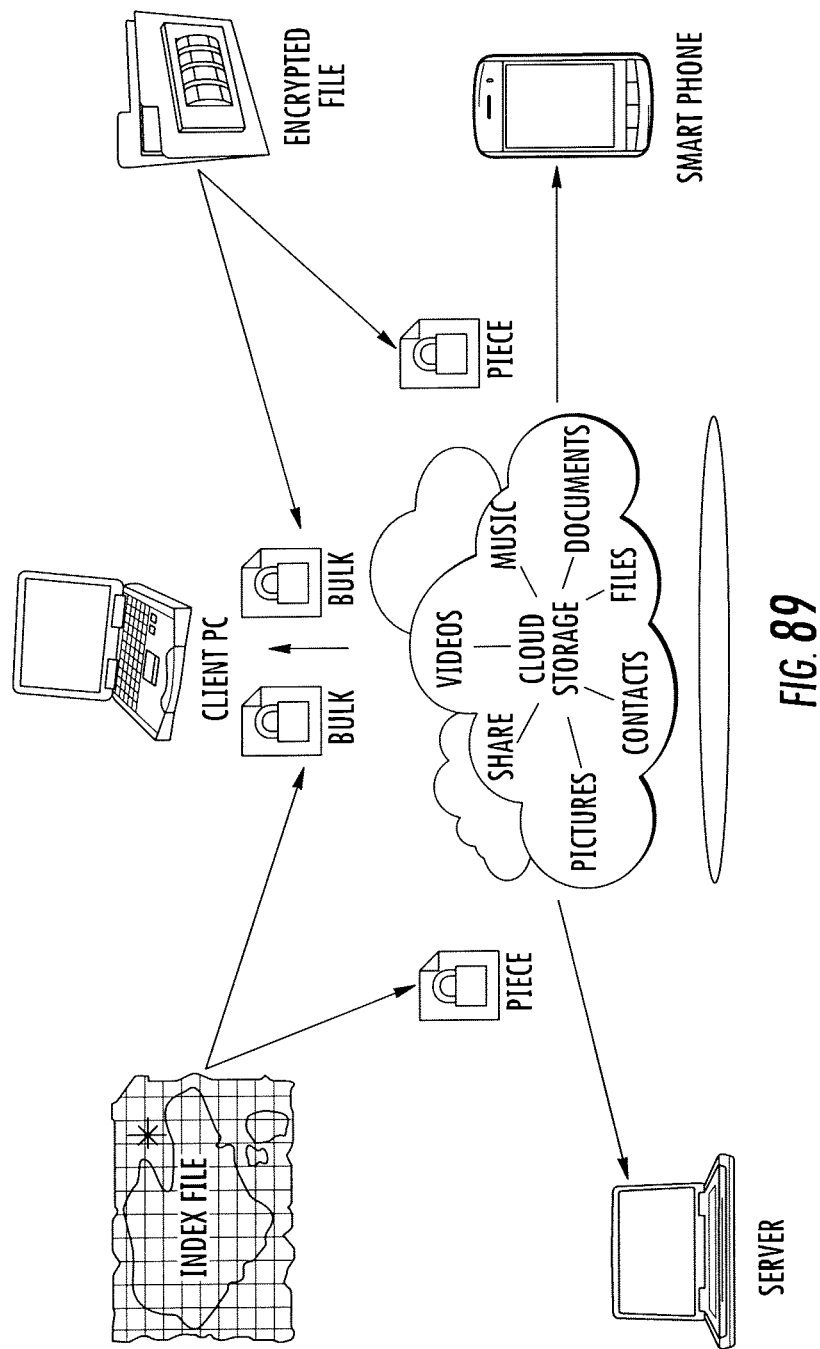 INDEX FILE
CLIENT PC
ENCRYPTED
FILE
BULK
BULK
PIECE
PIECE
SHARE
VIDEOS
MUSIC
CLOUD
STORAGE
PICTURES
CONTACTS
FILES
DOCUMENTS
SERVER
SMART PHONE
FIG. 89